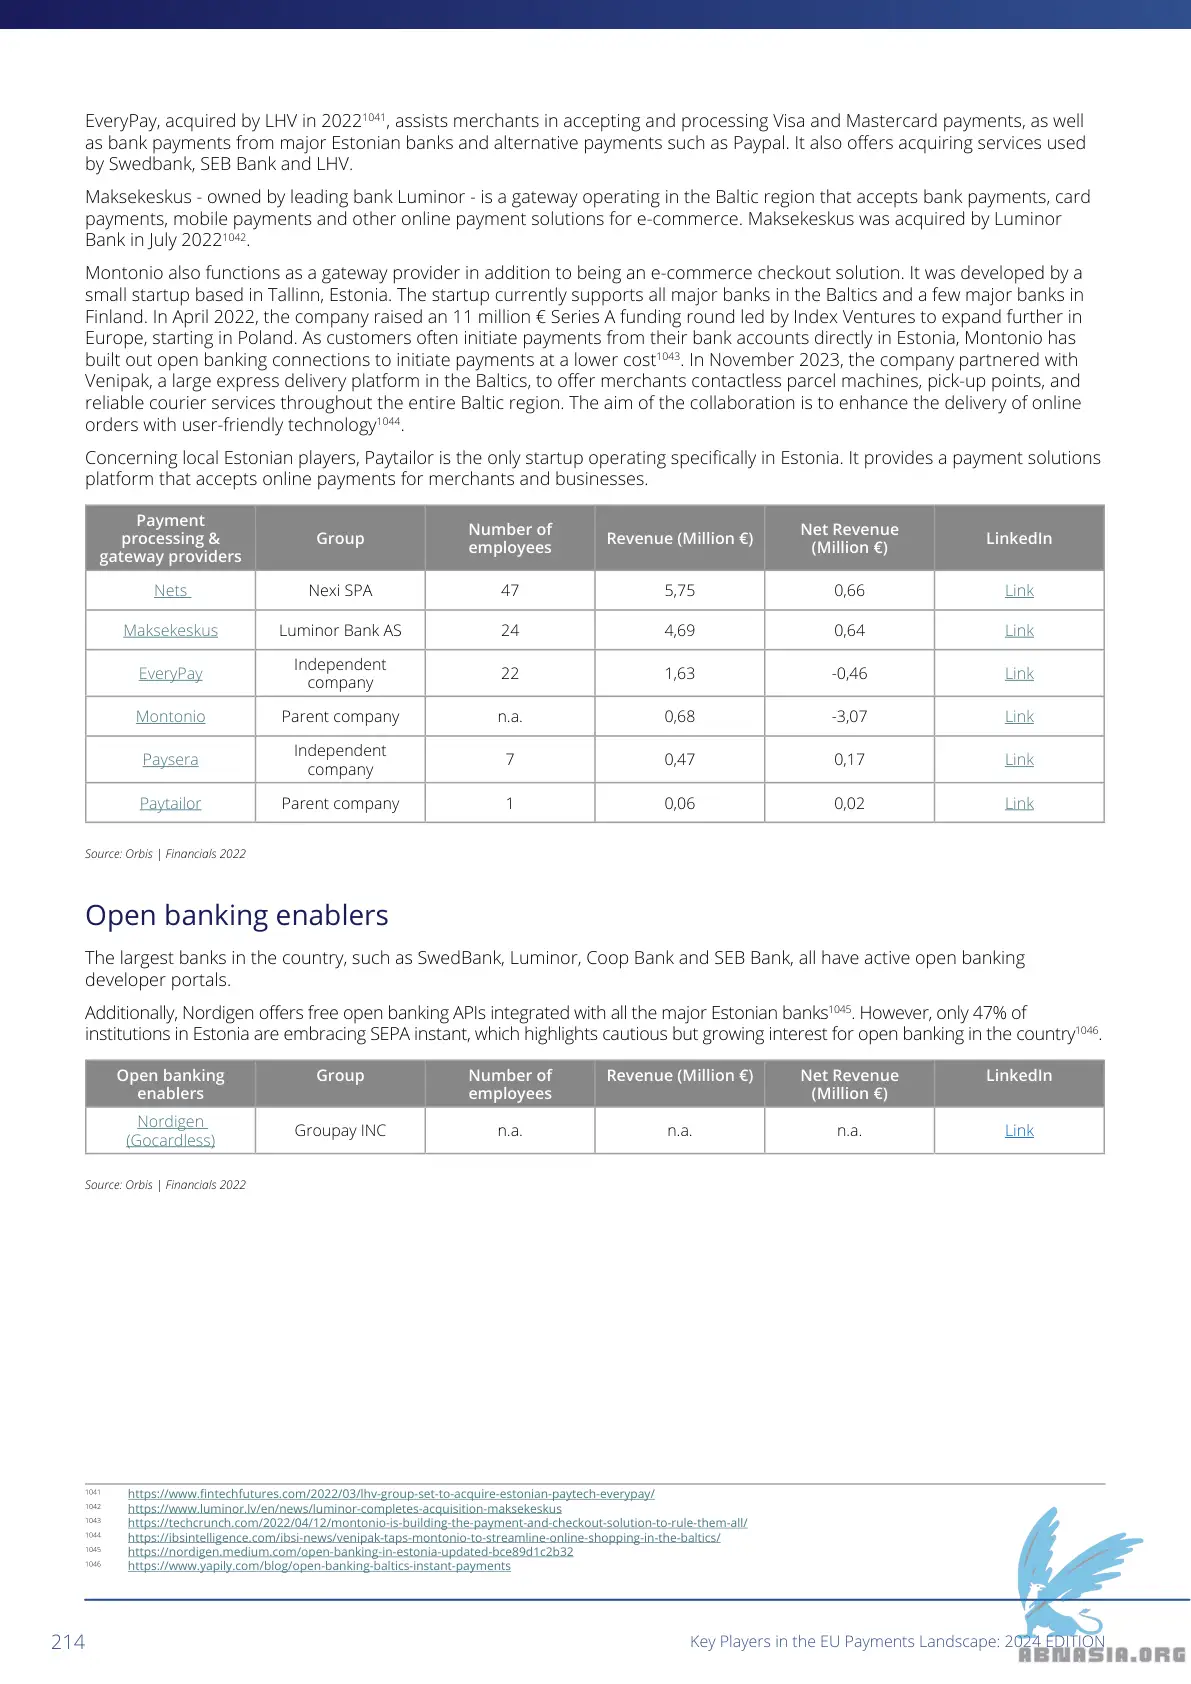 EveryPay, acquired by LHV in 2022¹⁰⁴¹, assists merchants in accepting and processing Visa and Mastercard payments, as well
as bank payments from major Estonian banks and alternative payments such as Paypal. It also offers acquiring services used
by Swedbank, SEB Bank and LHV.
Maksekeskus - owned by leading bank Luminor - is a gateway operating in the Baltic region that accepts bank payments, card
payments, mobile payments and other online payment solutions for e-commerce. Maksekeskus was acquired by Luminor
Bank in July 2022¹⁰⁴².
Montonio also functions as a gateway provider in addition to being an e-commerce checkout solution. It was developed by a
small startup based in Tallinn, Estonia. The startup currently supports all major banks in the Baltics and a few major banks in
Finland. In April 2022, the company raised an 11 million € Series A funding round led by Index Ventures to expand further in
Europe, starting in Poland. As customers often initiate payments from their bank accounts directly in Estonia, Montonio has
built out open banking connections to initiate payments at a lower cost¹⁰⁴³. In November 2023, the company partnered with
Venipak, a large express delivery platform in the Baltics, to offer merchants contactless parcel machines, pick-up points, and
reliable courier services throughout the entire Baltic region. The aim of the collaboration is to enhance the delivery of online
orders with user-friendly technology¹⁰⁴⁴.
Concerning local Estonian players, Paytailor is the only startup operating specifically in Estonia. It provides a payment solutions
platform that accepts online payments for merchants and businesses.
Payment processing & gateway providers Group Number of employees Revenue (Million €) Net Revenue (Million €) LinkedIn
Nets Nexi SPA 47 5,75 0,66 Link
Maksekeskus Luminor Bank AS 24 4,69 0,64 Link
EveryPay Independent company 22 1,63 -0,46 Link
Montonio Parent company n.a. 0,68 -3,07 Link
Paysera Independent company 7 0,47 0,17 Link
Paytailor Parent company 1 0,06 0,02 Link
Source: Orbis | Financials 2022
Open banking enablers
The largest banks in the country, such as SwedBank, Luminor, Coop Bank and SEB Bank, all have active open banking
developer portals.
Additionally, Nordigen offers free open banking APIs integrated with all the major Estonian banks¹⁰⁴⁵. However, only 47% of
institutions in Estonia are embracing SEPA instant, which highlights cautious but growing interest for open banking in the country¹⁰⁴⁶.
Open banking enablers Group Number of employees Revenue (Million €) Net Revenue (Million €) LinkedIn
Nordigen (Gocardless) Groupay INC n.a. n.a. n.a. Link
Source: Orbis | Financials 2022
1041 https://www.fintechfutures.com/2022/03/lhv-group-set-to-acquire-estonian-paytech-everypay/
1042 https://www.luminor.lv/en/news/luminor-completes-acquisition-maksekeskus
1043 https://techcrunch.com/2022/04/12/montonio-is-building-the-payment-and-checkout-solution-to-rule-them-all/
1044 https://ibsintelligence.com/ibsi-news/venipak-taps-montonio-to-streamline-online-shopping-in-the-baltics/
1045 https://nordigen.medium.com/open-banking-in-estonia-updated-bce89d1c2b32
1046 https://www.yapily.com/blog/open-banking-baltics-instant-payments
214 Key Players in the EU Payments Landscape: 2024 EDITION
ABNASIA.ORG